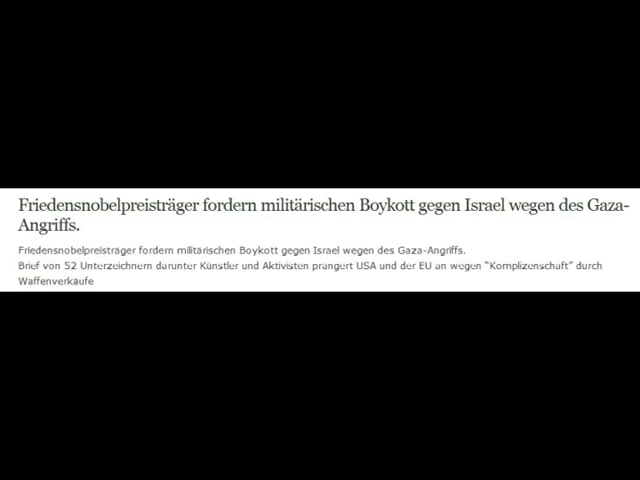 Friedensnobelpreisträger fordern militärischen Boykott gegen Israel wegen des Gaza-
Angriffs.
Friedensnobelpreisträger fordern militärischen Boykott gegen Israel wegen des Gaza-Angriffs.
Brief von 52 Unterzeichnern darunter Künstler und Aktivisten prangert USA und der EU an wegen “Komplizenschaft” durch
Waffenverkäufe